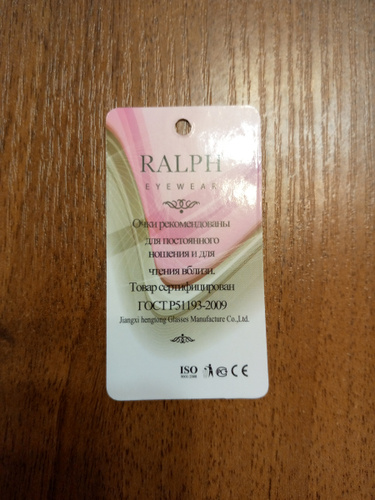 RALPH
EYEWEAR
Очки рекомендованы
для постоянного
ношения и для
чтения вблизи.
Товар сертифицирован
ГОСТ Р51193-2009
Jiangxi hengtong Glasses Manufacture Co.,Ltd.
ISO CE